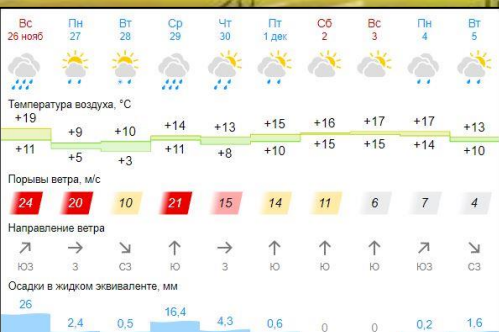 Вс Пн Вт Ср Чт Пт Сб Вс Пн Вт
26 нояб 27 28 29 30 1 дек 2 3 4 5
Температура воздуха, °C
+19 +9 +10 +14 +13 +15 +16 +17 +17 +13
+11 +5 +3 +11 +8 +10 +15 +15 +14 +10
Порывы ветра, м/с
24 20 10 21 15 14 11 6 7 4
Направление ветра
ЮЗ З СЗ Ю З Ю Ю Ю ЮЗ СЗ
Осадки в жидком эквиваленте, мм
26 2,4 0,5 16,4 4,3 0,6 0 0 0,2 1,6